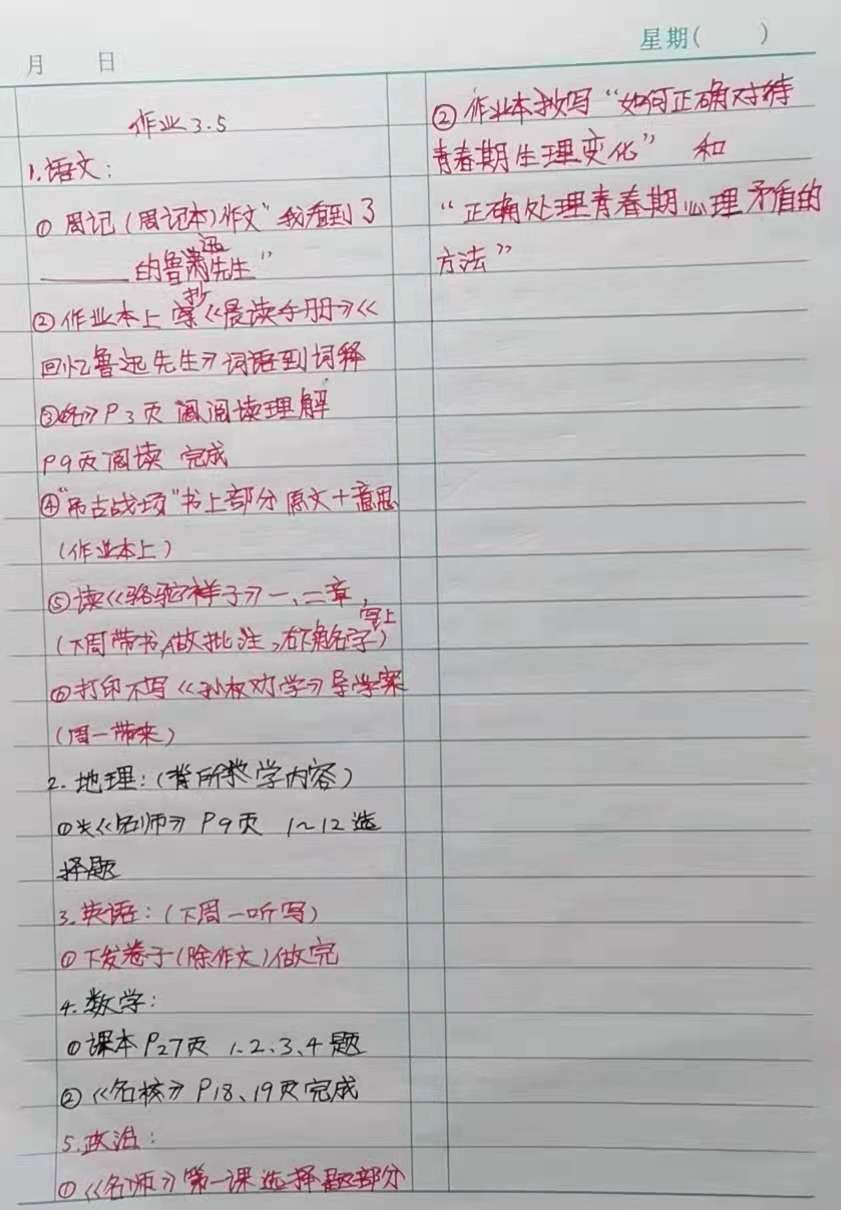 月 日
星期( )
作业 3.5
1.语文：
①周记（周记本）作文“我看到了
______的鲁迅先生”
②作业本上抄《晨读手册》《
回忆鲁迅先生》词语到词释
③《名》P3页 阅读理解
P9页阅读 完成
④“吊古战场”书上部分 原文+意思
（作业本上）
⑤读《骆驼祥子》一、二章，
（下周带书,做批注,右下角写上名字）
⑥打印不写《孙权劝学》导学案
（周一带来）
2.地理：（背所教学内容）
①《名师》P9页 1~12选
择题
3.英语：（下周一听写）
①下发卷子（除作文）做完
4.数学：
①课本P27页 1.2.3.4题
②《名校》P18、19页完成
5.政治：
①《名师》第一课选择题部分
②作业本抄写“如何正确对待
青春期生理变化” 和
“正确处理青春期心理矛盾的
方法”